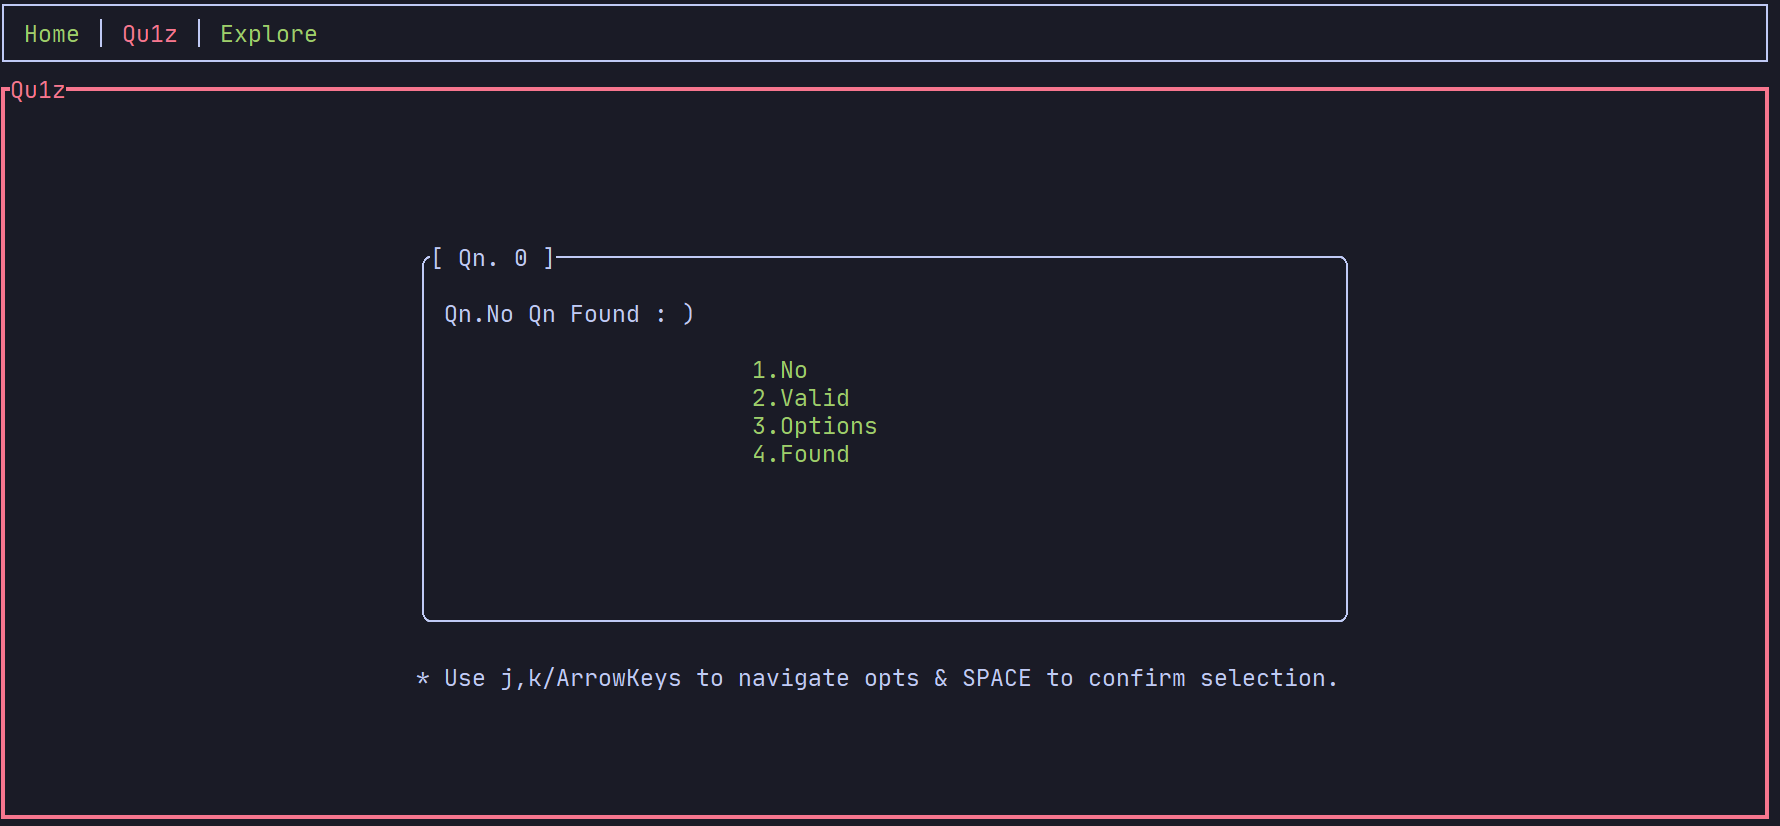 Home │ Qu1z │ Explore
Qu1z
[ Qn. 0 ]
Qn.No Qn Found : )
1.No
2.Valid
3.Options
4.Found
* Use j,k/ArrowKeys to navigate opts & SPACE to confirm selection.